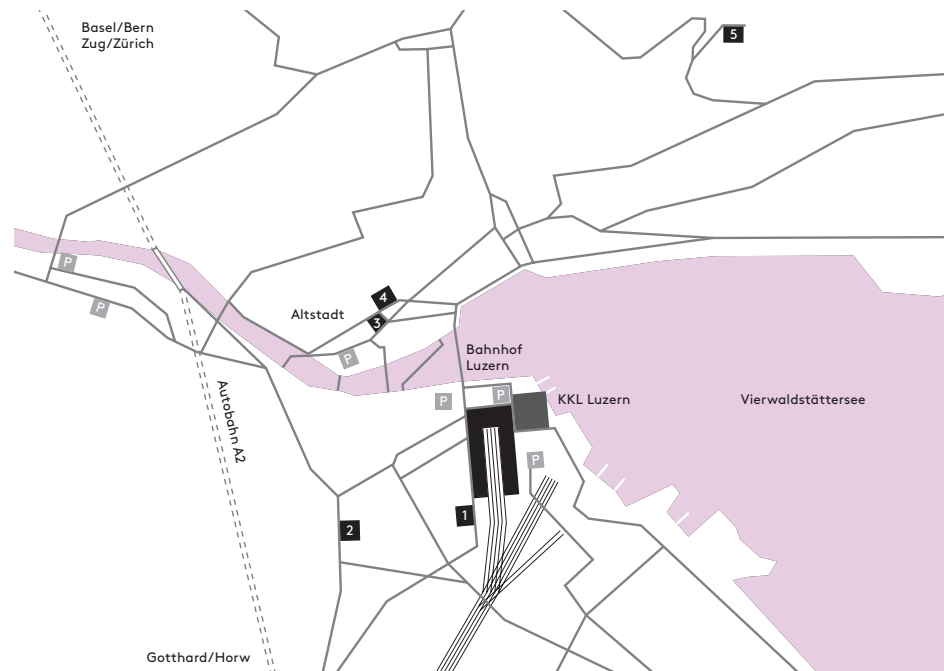 Basel/Bern
Zug/Zürich
5
P
P
4
Altstadt
3
P
Bahnhof
Luzern
Autobahn A2
P
P
KKL Luzern
Vierwaldstättersee
P
1
2
Gotthard/Horw